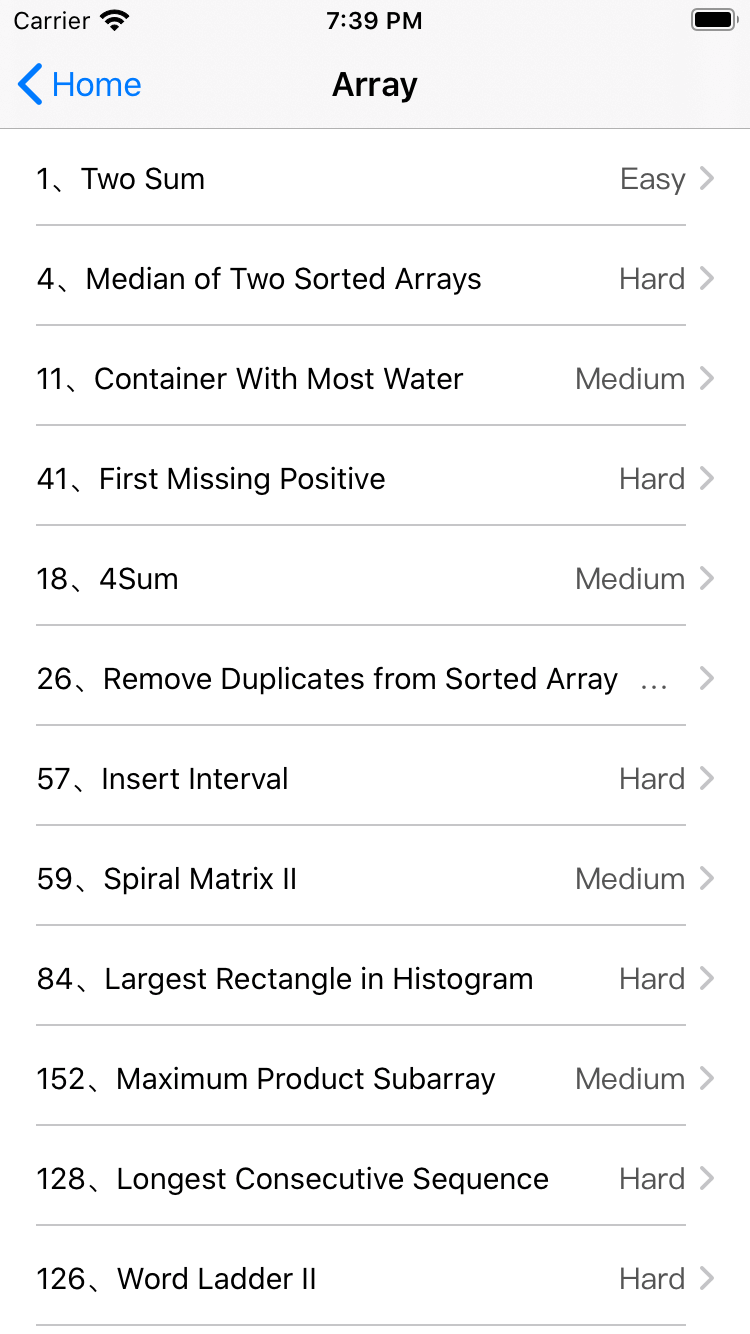 Carrier 7:39 PM
Home Array
1、Two Sum Easy
4、Median of Two Sorted Arrays Hard
11、Container With Most Water Medium
41、First Missing Positive Hard
18、4Sum Medium
26、Remove Duplicates from Sorted Array ...
57、Insert Interval Hard
59、Spiral Matrix II Medium
84、Largest Rectangle in Histogram Hard
152、Maximum Product Subarray Medium
128、Longest Consecutive Sequence Hard
126、Word Ladder II Hard